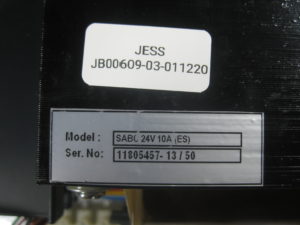 JESS
JB00609-03-011220
Model : SABC 24V 10A (ES)
Ser. No: 11805457- 13 / 50